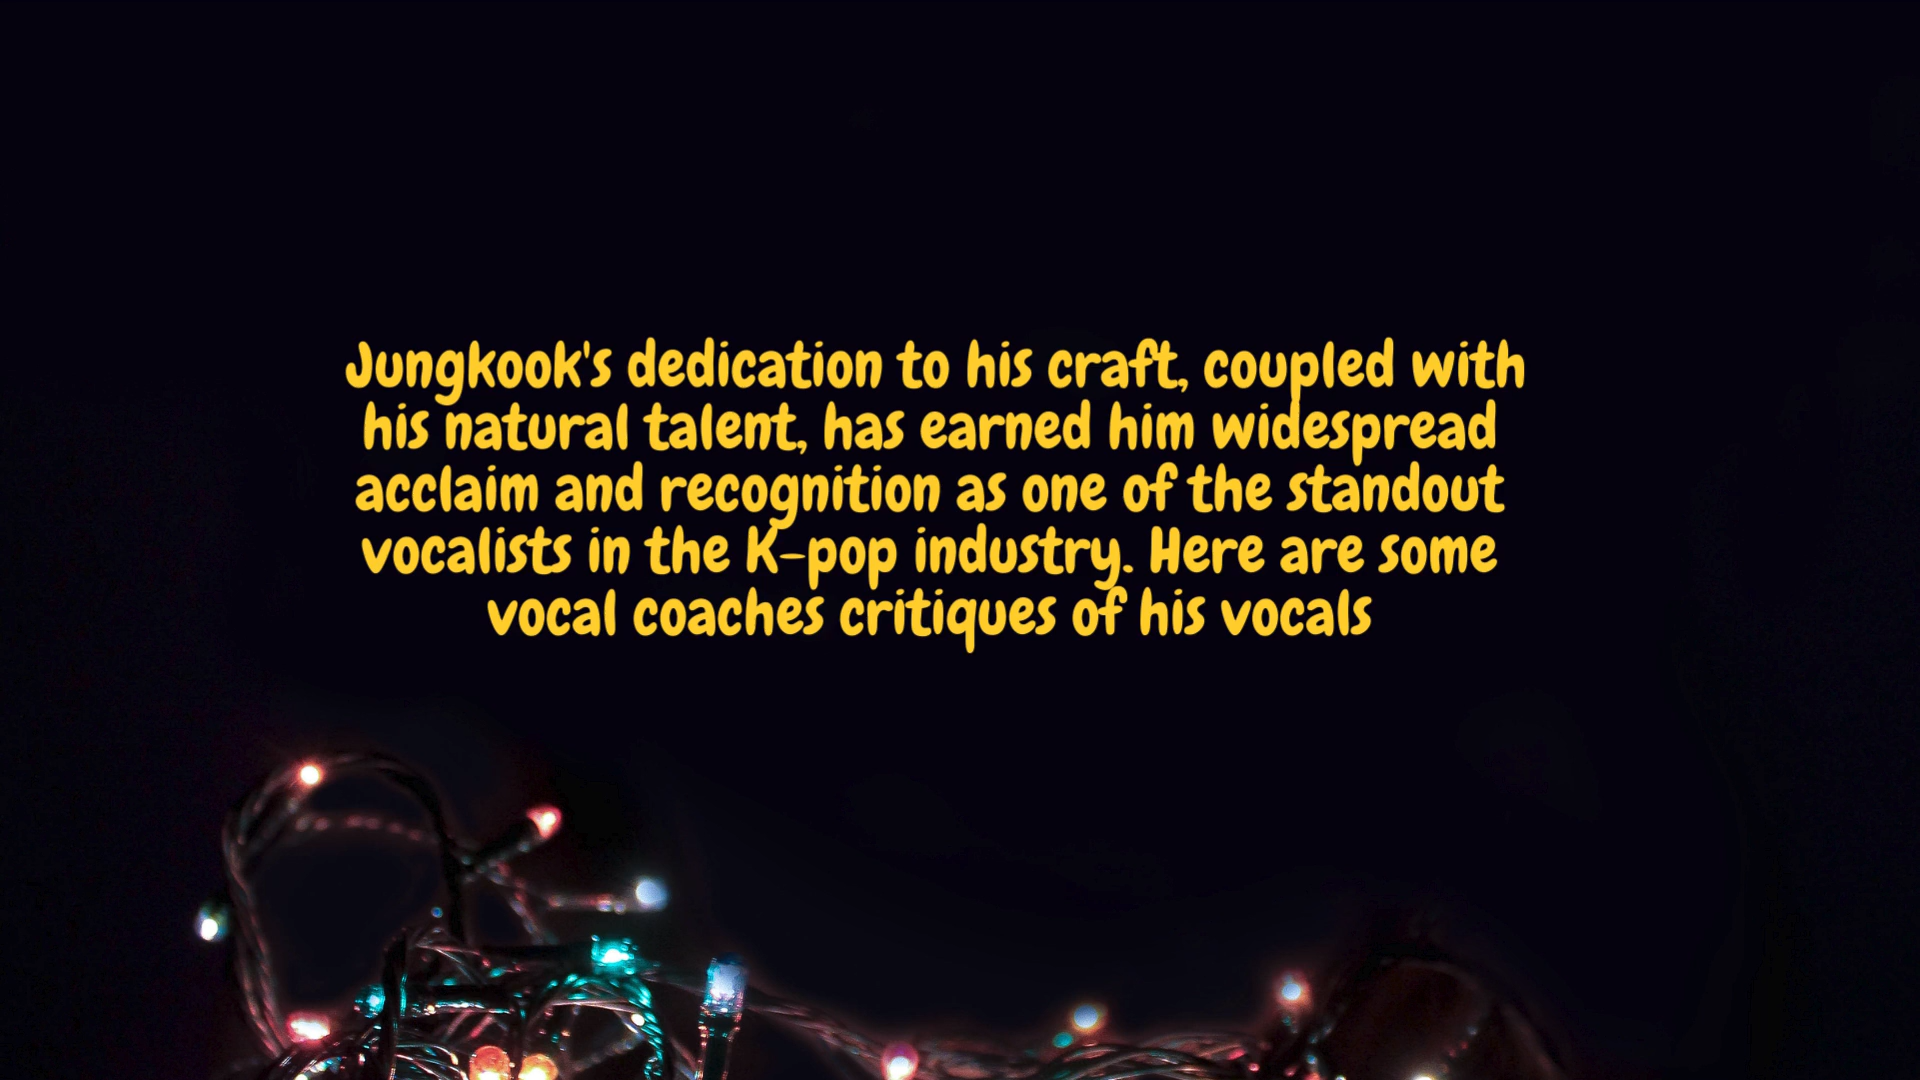 Jungkook's dedication to his craft, coupled with
his natural talent, has earned him widespread
acclaim and recognition as one of the standout
vocalists in the K-pop industry. Here are some
vocal coaches critiques of his vocals